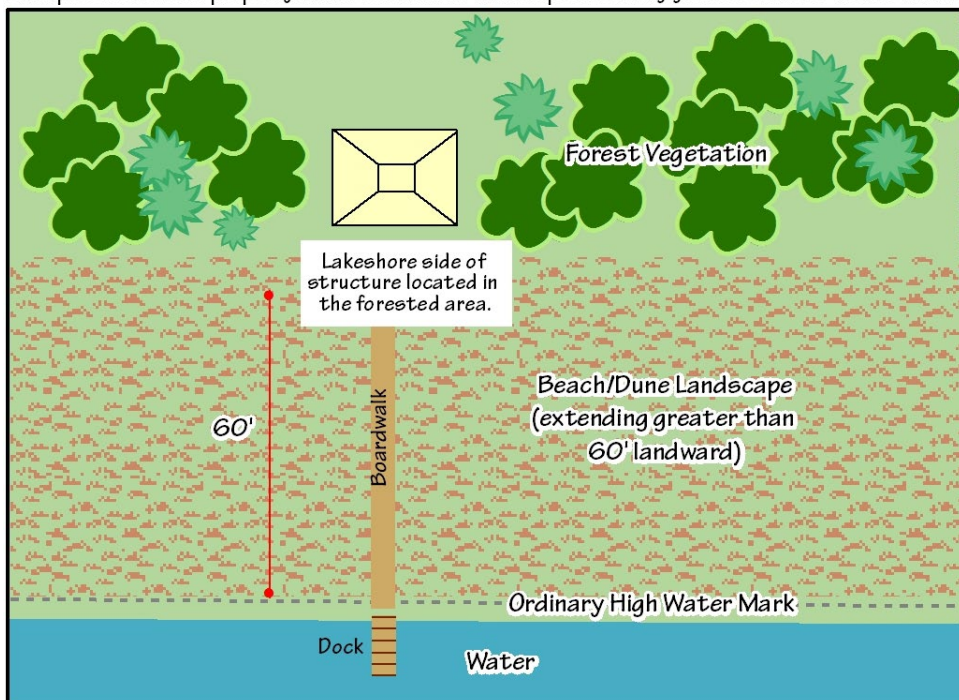 Forest Vegetation
Lakeshore side of
structure located in
the forested area.
Beach/Dune Landscape
(extending greater than
60' landward)
60'
Boardwalk
Ordinary High Water Mark
Dock
Water